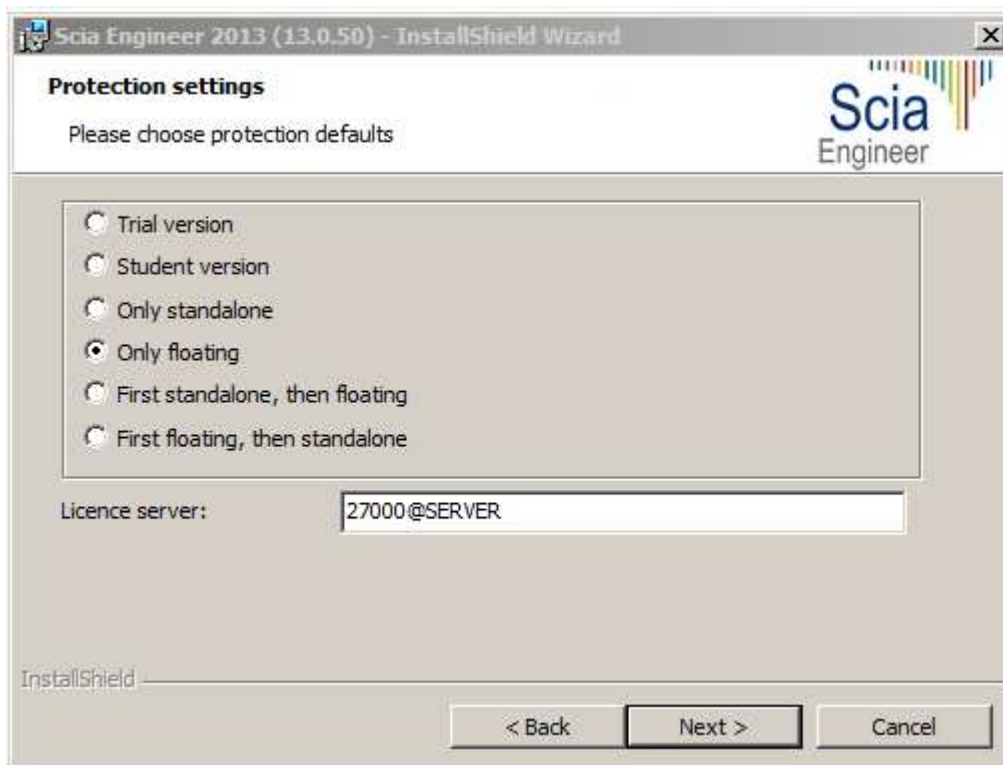 Scia Engineer 2013 (13.0.50) - InstallShield Wizard
Protection settings
Please choose protection defaults
Scia
Engineer
Trial version
Student version
Only standalone
Only floating
First standalone, then floating
First floating, then standalone
Licence server: 27000@SERVER
InstallShield
< Back Next > Cancel